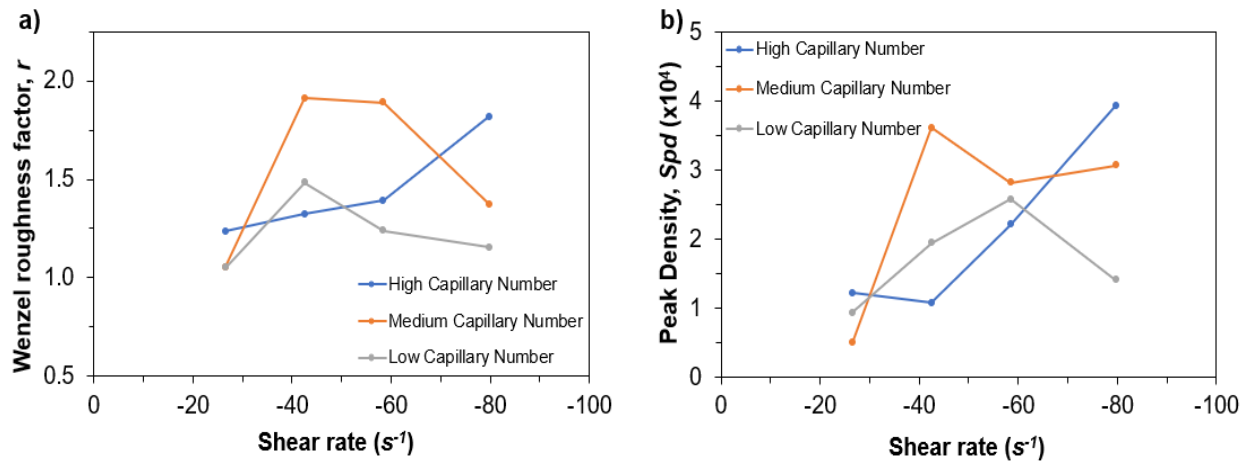 a)
Wenzel roughness factor, r
2.0
1.5
1.0
0.5
High Capillary Number
Medium Capillary Number
Low Capillary Number
0 -20 -40 -60 -80 -100
Shear rate (s⁻¹)
b)
Peak Density, Spd (x10⁴)
5
4
3
2
1
0
High Capillary Number
Medium Capillary Number
Low Capillary Number
0 -20 -40 -60 -80 -100
Shear rate (s⁻¹)